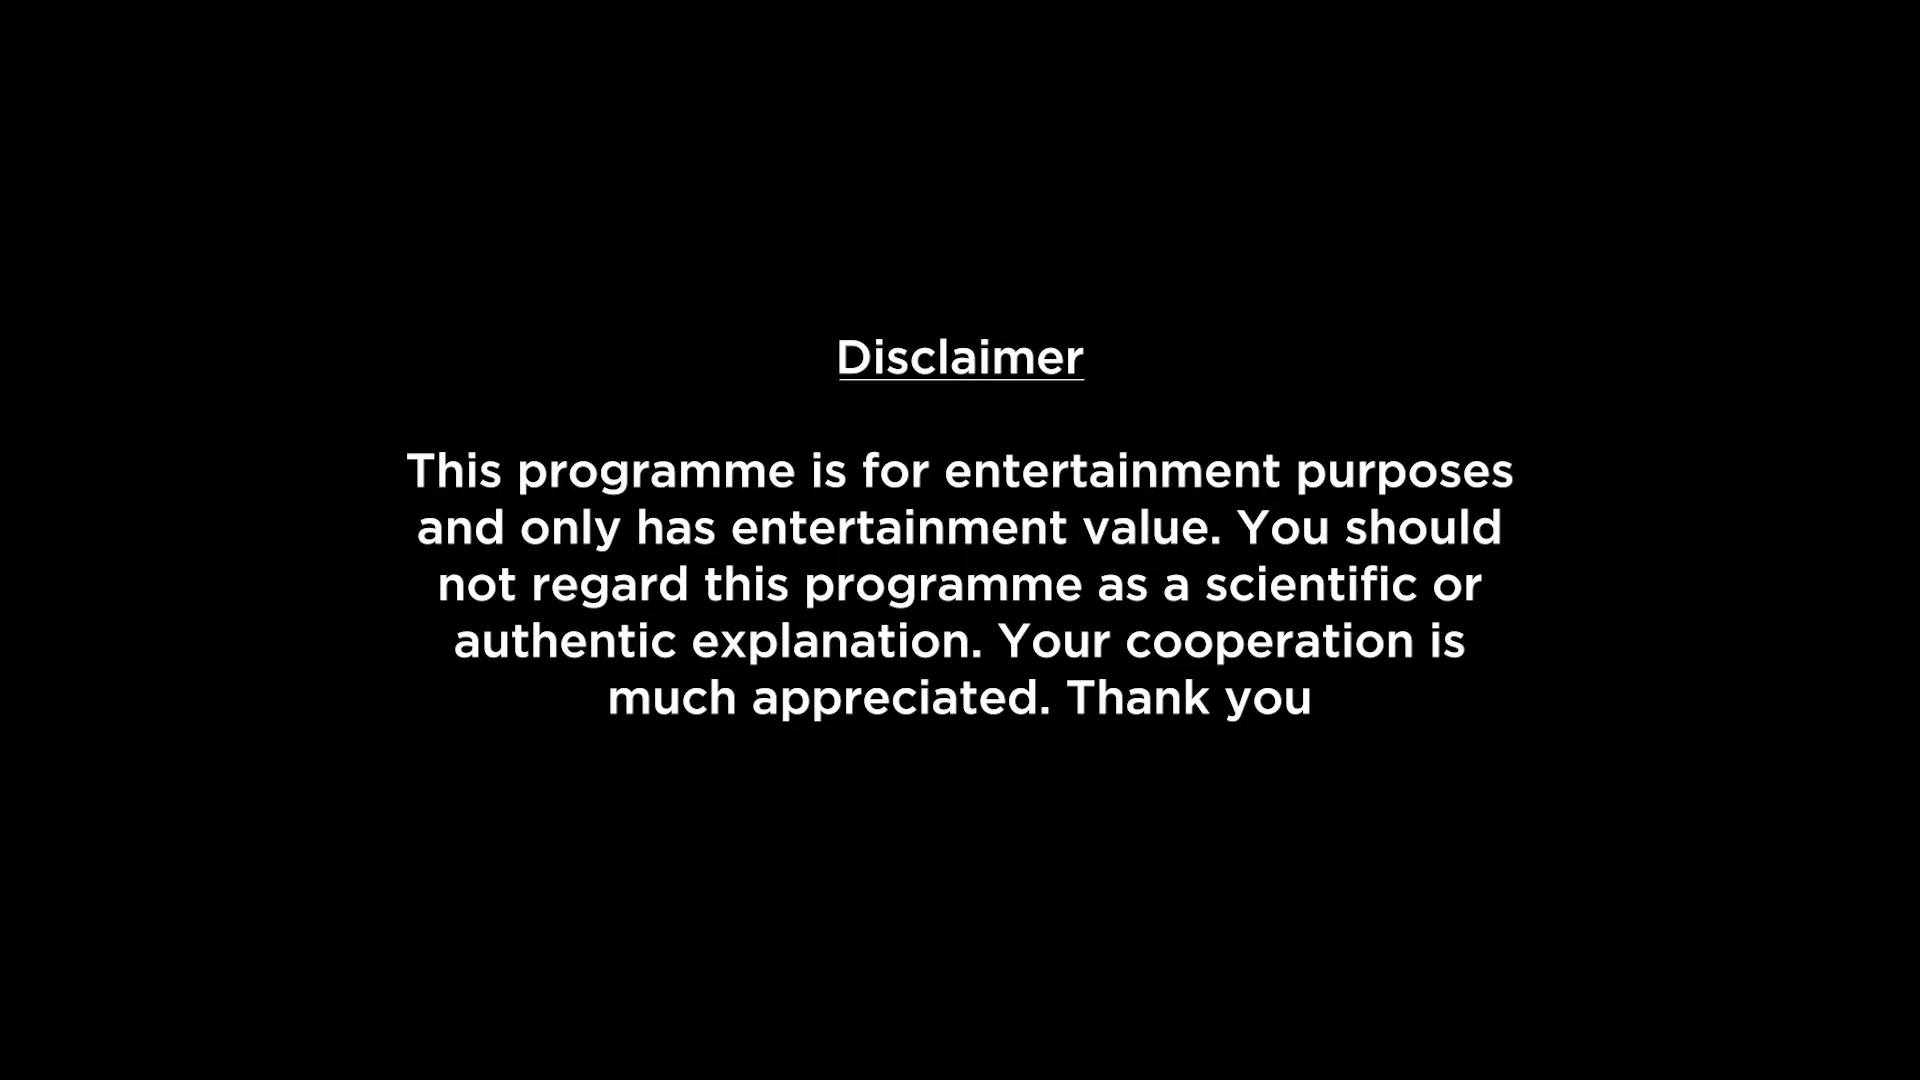 Disclaimer
This programme is for entertainment purposes
and only has entertainment value. You should
not regard this programme as a scientific or
authentic explanation. Your cooperation is
much appreciated. Thank you